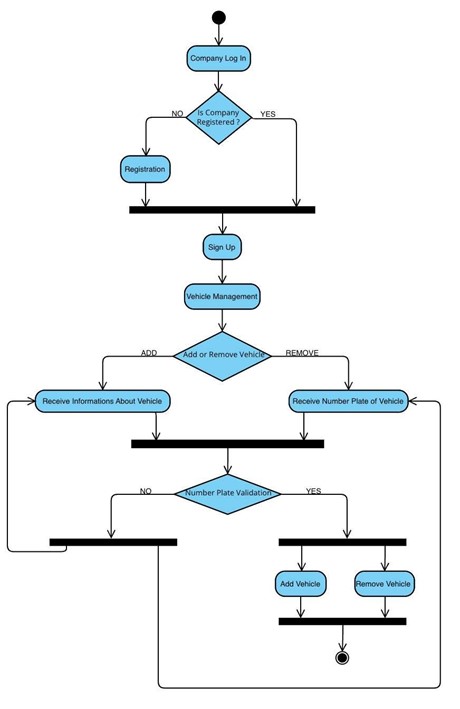 Company Log In
Is Company
Registered ?
NO
YES
Registration
Sign Up
Vehicle Management
Add or Remove Vehicle
ADD
REMOVE
Receive Informations About Vehicle
Receive Number Plate of Vehicle
Number Plate Validation
NO
YES
Add Vehicle
Remove Vehicle